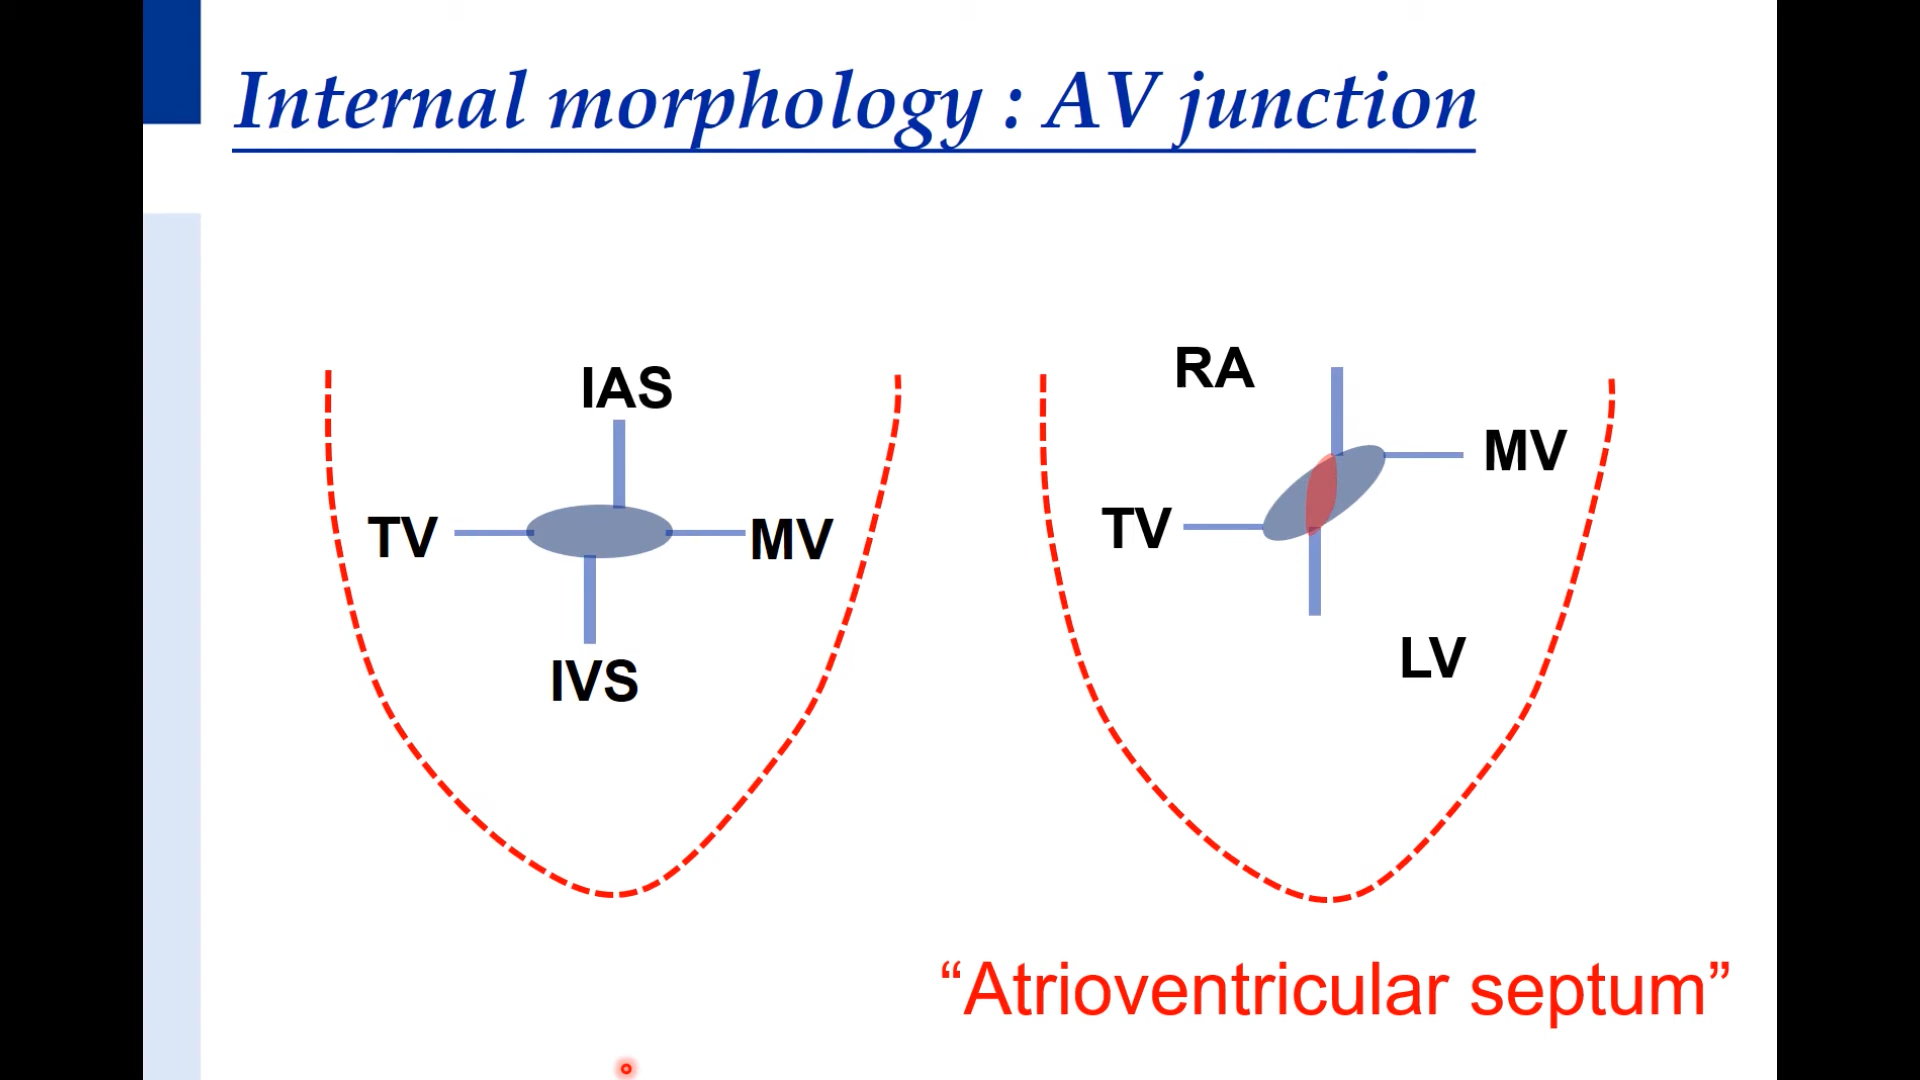 Internal morphology : AV junction
IAS
TV
MV
IVS
RA
MV
TV
LV
“Atrioventricular septum”